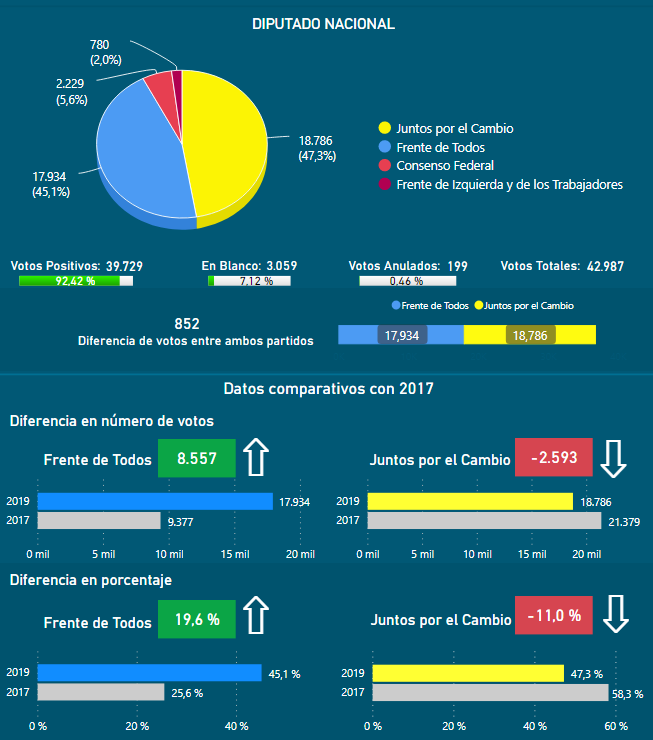 DIPUTADO NACIONAL
780
(2,0%)
2.229
(5,6%)
17.934
(45,1%)
18.786
(47,3%)
Juntos por el Cambio
Frente de Todos
Consenso Federal
Frente de Izquierda y de los Trabajadores
Votos Positivos: 39.729
92,42 %
En Blanco: 3.059
7,12 %
Votos Anulados: 199
0,46 %
Votos Totales: 42.987
852
Diferencia de votos entre ambos partidos
Frente de Todos Juntos por el Cambio
17,934 18,786
Datos comparativos con 2017
Diferencia en número de votos
Frente de Todos 8.557
2019 17.934
2017 9.377
0 mil 5 mil 10 mil 15 mil 20 mil
Juntos por el Cambio -2.593
2019 18.786
2017 21.379
0 mil 5 mil 10 mil 15 mil 20 mil
Diferencia en porcentaje
Frente de Todos 19,6 %
2019 45,1 %
2017 25,6 %
0 % 20 % 40 %
Juntos por el Cambio -11,0 %
2019 47,3 %
2017 58,3 %
0 % 20 % 40 % 60 %